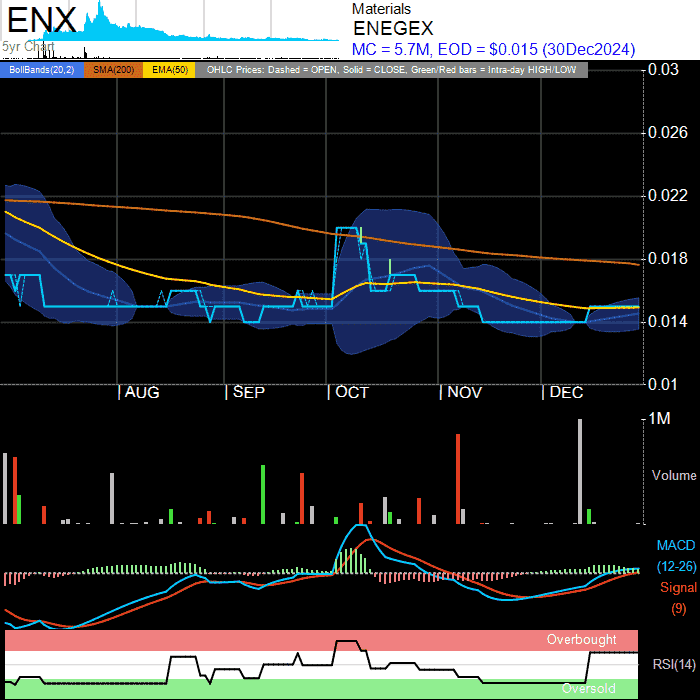 ENX
5yr Chart
Materials
ENEGEX
MC = 5.7M, EOD = $0.015 (30Dec2024)
BollBands(20,2) SMA(200) EMA(50) OHLC Prices: Dashed = OPEN, Solid = CLOSE, Green/Red bars = Intra-day HIGH/LOW
0.03
0.026
0.022
0.018
0.014
0.01
AUG SEP OCT NOV DEC
1M
Volume
MACD
(12-26)
Signal
(9)
Overbought
RSI(14)
Oversold